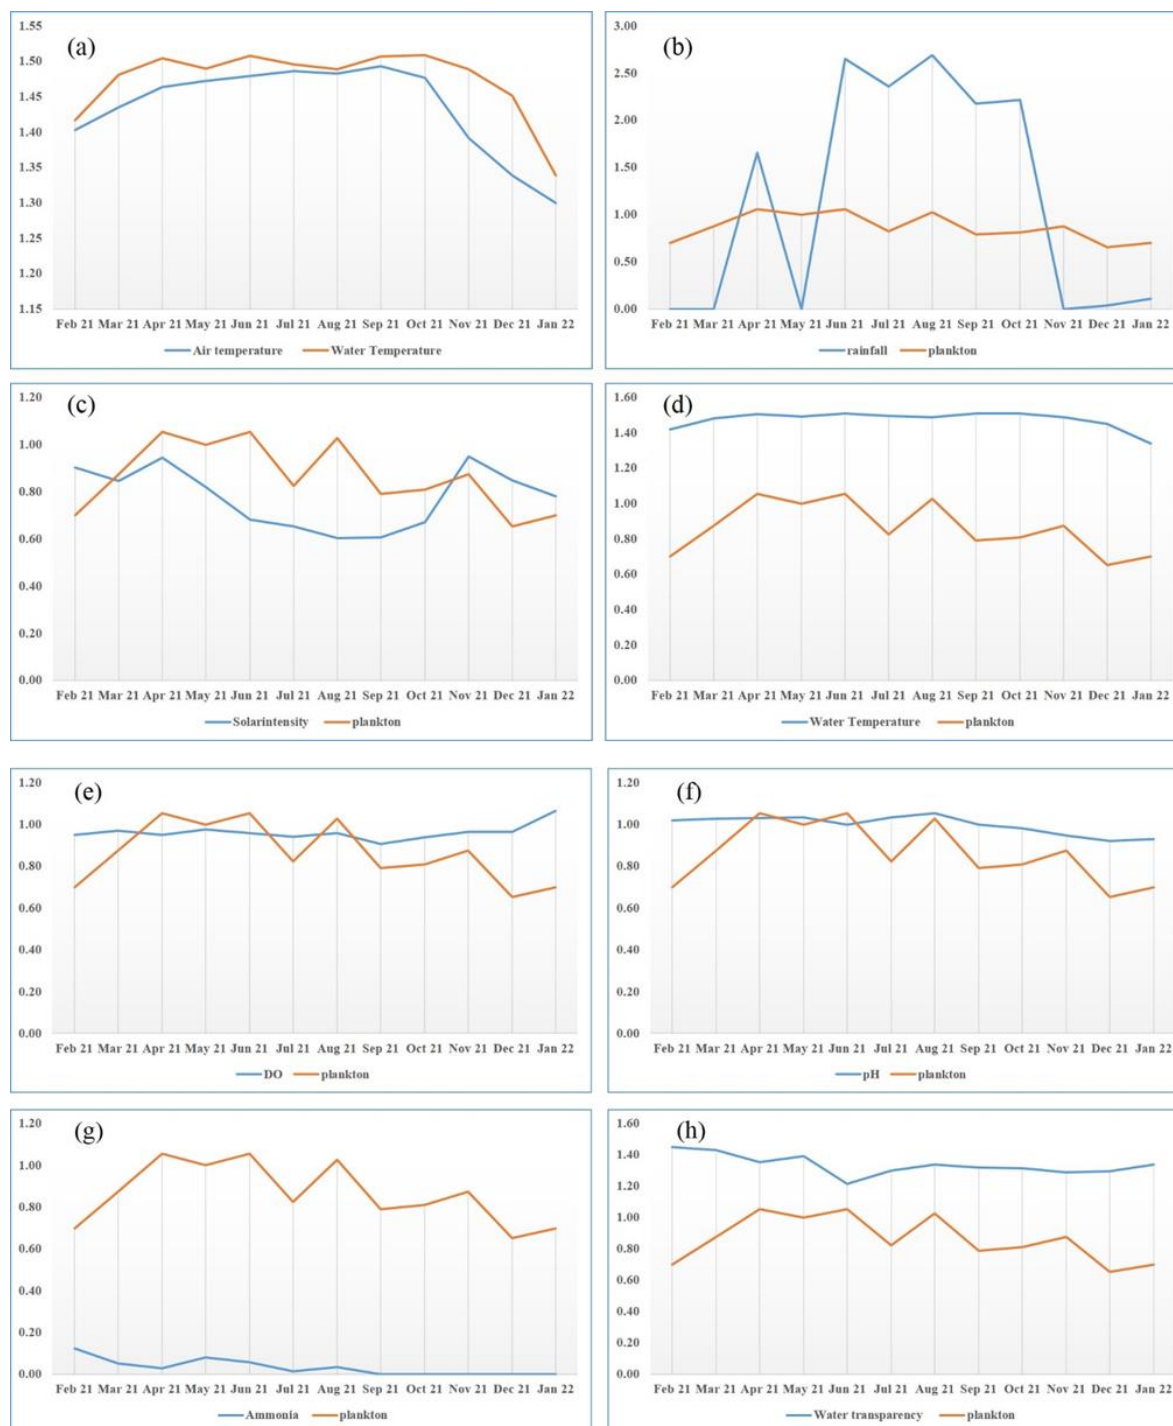 (a)
1.55
1.50
1.45
1.40
1.35
1.30
1.25
1.20
1.15
Feb 21 Mar 21 Apr 21 May 21 Jun 21 Jul 21 Aug 21 Sep 21 Oct 21 Nov 21 Dec 21 Jan 22
Air temperature Water Temperature
(b)
3.00
2.50
2.00
1.50
1.00
0.50
0.00
Feb 21 Mar 21 Apr 21 May 21 Jun 21 Jul 21 Aug 21 Sep 21 Oct 21 Nov 21 Dec 21 Jan 22
rainfall plankton
(c)
1.20
1.00
0.80
0.60
0.40
0.20
0.00
Feb 21 Mar 21 Apr 21 May 21 Jun 21 Jul 21 Aug 21 Sep 21 Oct 21 Nov 21 Dec 21 Jan 22
Solarintensity plankton
(d)
1.60
1.40
1.20
1.00
0.80
0.60
0.40
0.20
0.00
Feb 21 Mar 21 Apr 21 May 21 Jun 21 Jul 21 Aug 21 Sep 21 Oct 21 Nov 21 Dec 21 Jan 22
Water Temperature plankton
(e)
1.20
1.00
0.80
0.60
0.40
0.20
0.00
Feb 21 Mar 21 Apr 21 May 21 Jun 21 Jul 21 Aug 21 Sep 21 Oct 21 Nov 21 Dec 21 Jan 22
DO plankton
(f)
1.20
1.00
0.80
0.60
0.40
0.20
0.00
Feb 21 Mar 21 Apr 21 May 21 Jun 21 Jul 21 Aug 21 Sep 21 Oct 21 Nov 21 Dec 21 Jan 22
pH plankton
(g)
1.20
1.00
0.80
0.60
0.40
0.20
0.00
Feb 21 Mar 21 Apr 21 May 21 Jun 21 Jul 21 Aug 21 Sep 21 Oct 21 Nov 21 Dec 21 Jan 22
Ammonia plankton
(h)
1.60
1.40
1.20
1.00
0.80
0.60
0.40
0.20
0.00
Feb 21 Mar 21 Apr 21 May 21 Jun 21 Jul 21 Aug 21 Sep 21 Oct 21 Nov 21 Dec 21 Jan 22
Water transparency plankton